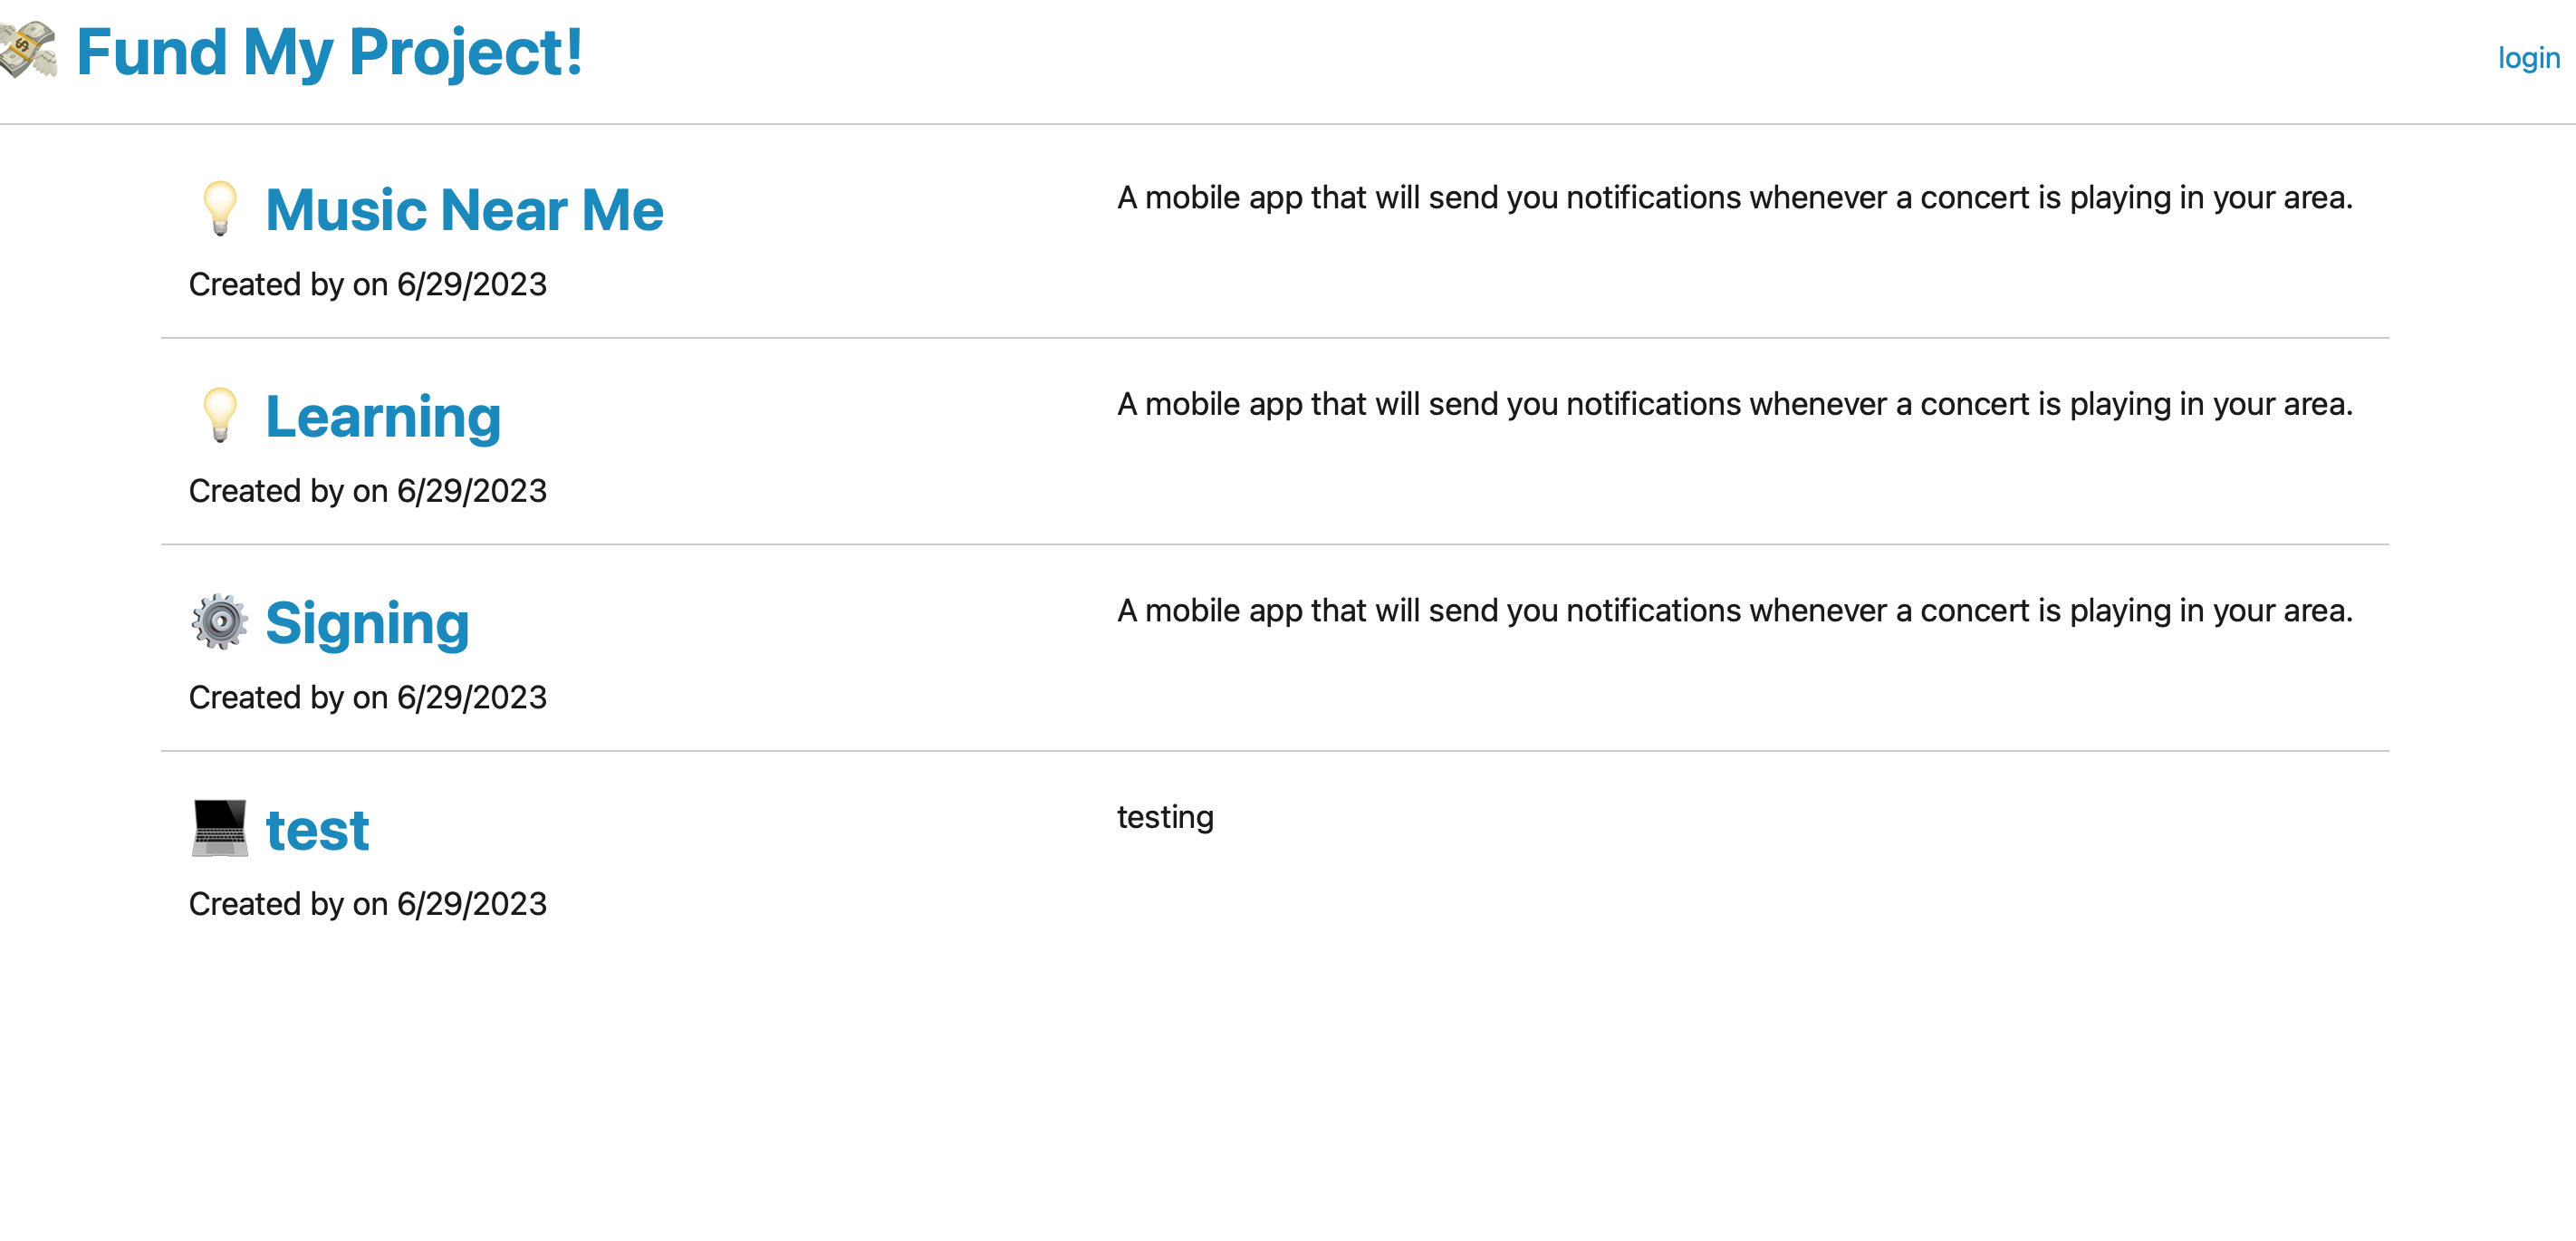 Fund My Project!
login
Music Near Me
A mobile app that will send you notifications whenever a concert is playing in your area.
Created by on 6/29/2023
Learning
A mobile app that will send you notifications whenever a concert is playing in your area.
Created by on 6/29/2023
Signing
A mobile app that will send you notifications whenever a concert is playing in your area.
Created by on 6/29/2023
test
testing
Created by on 6/29/2023